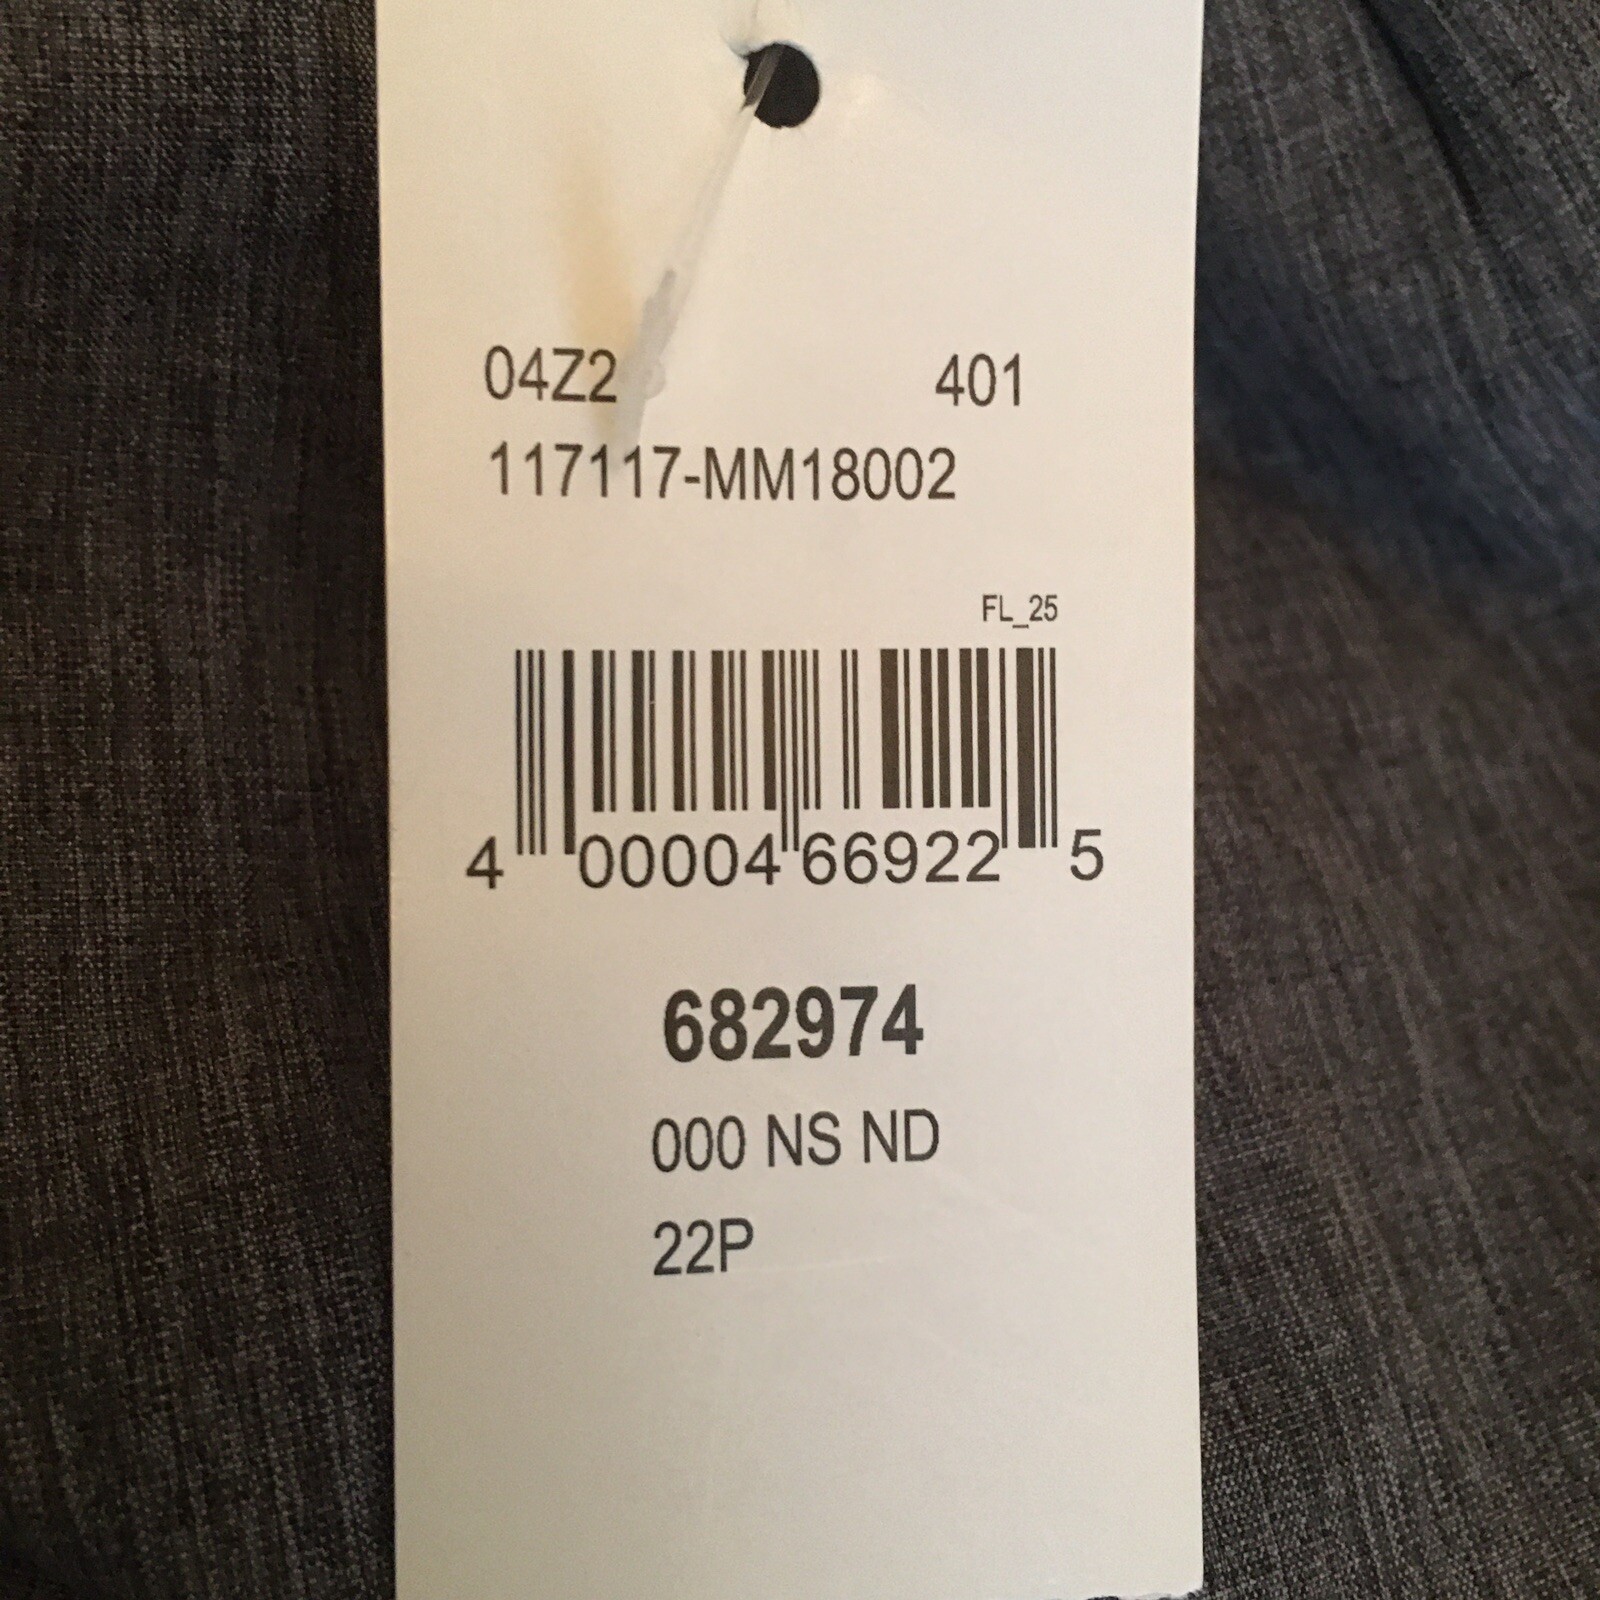 04Z2 401
117117-MM18002
FL_25
4 00004 66922 5
682974
000 NS ND
22P